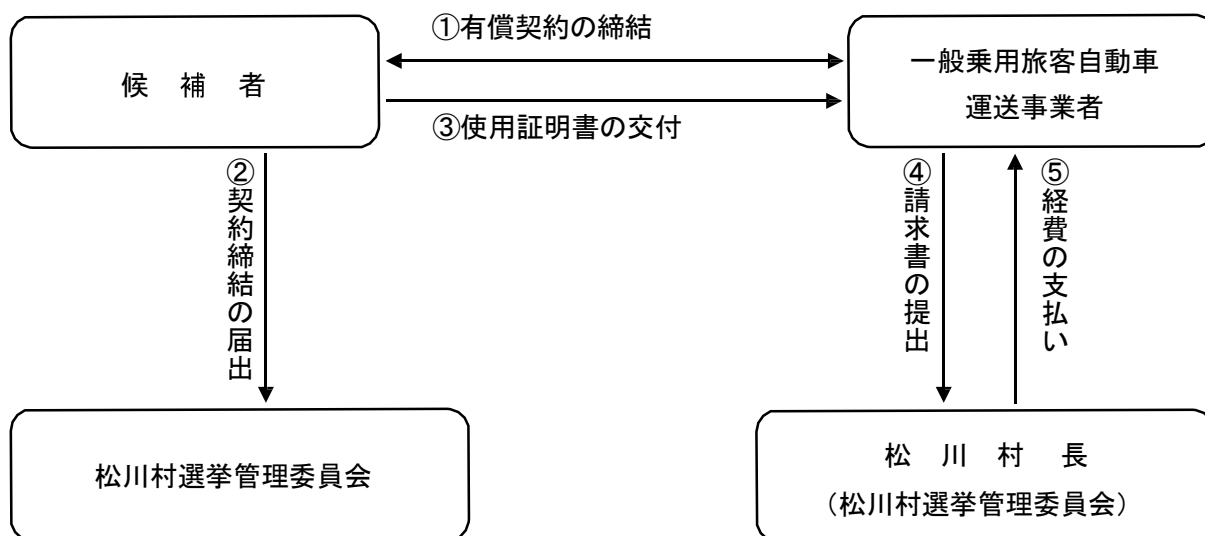 ①有償契約の締結
候　補　者
一般乗用旅客自動車
運送事業者
③使用証明書の交付
②契約締結の届出
④請求書の提出
⑤経費の支払い
松川村選挙管理委員会
松　川　村　長
（松川村選挙管理委員会）